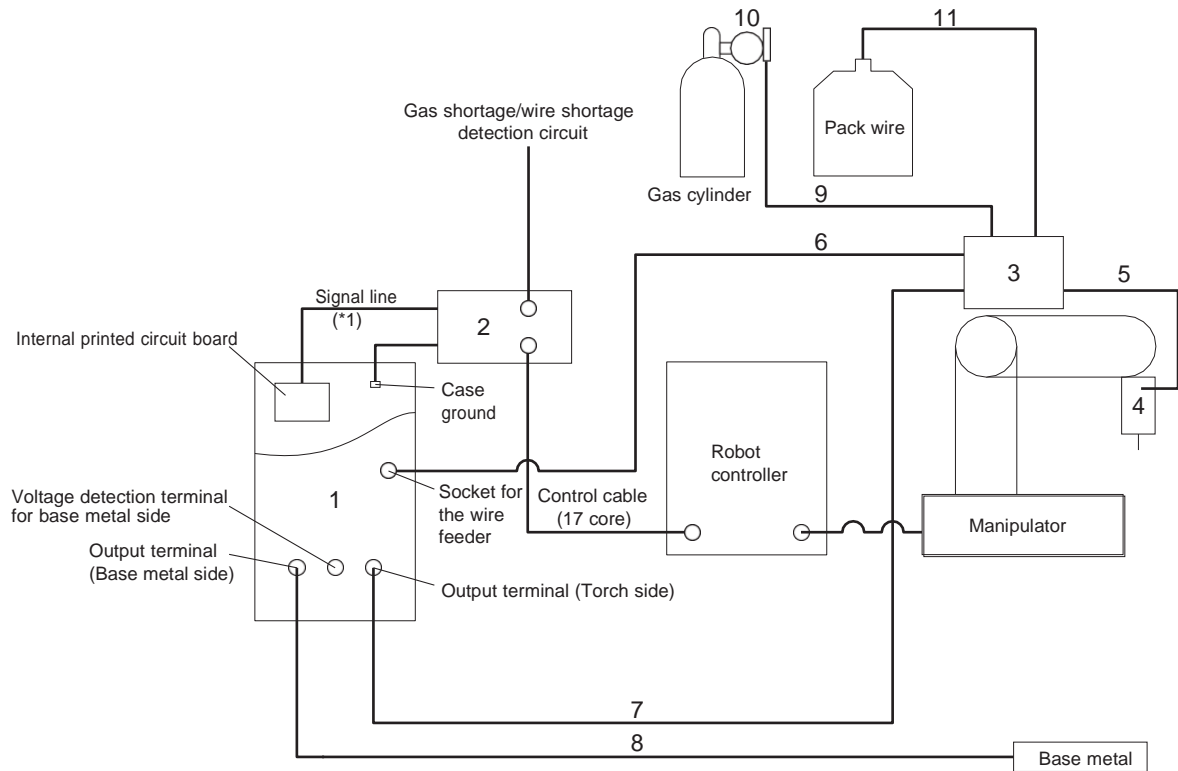 10
11
Gas shortage/wire shortage
detection circuit
Pack wire
Gas cylinder
9
6
3
5
Signal line
(*1)
2
Internal printed circuit board
Case
ground
4
Robot
controller
1
Voltage detection terminal
for base metal side
Socket for
the wire
feeder
Control cable
(17 core)
Manipulator
Output terminal
(Base metal side)
Output terminal (Torch side)
7
8
Base metal